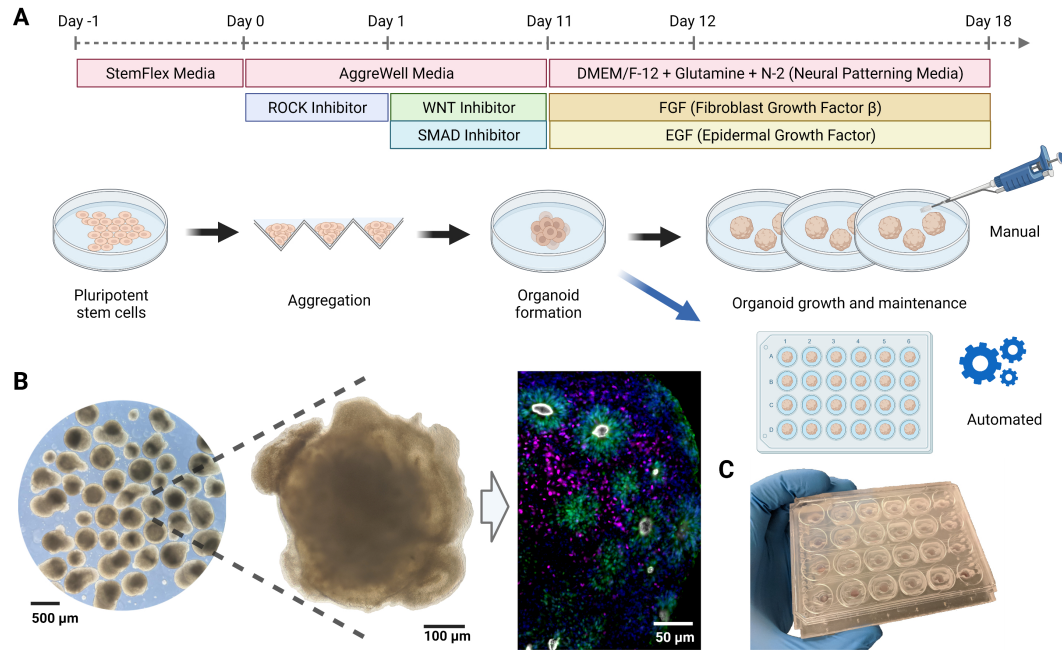 A
Day -1
Day 0
Day 1
Day 11
Day 12
Day 18
StemFlex Media
AggreWell Media
DMEM/F-12 + Glutamine + N-2 (Neural Patterning Media)
ROCK Inhibitor
WNT Inhibitor
FGF (Fibroblast Growth Factor β)
SMAD Inhibitor
EGF (Epidermal Growth Factor)
Manual
Pluripotent
stem cells
Aggregation
Organoid
formation
Organoid growth and maintenance
1 2 3 4 5 6
A
B
C
D
Automated
B
500 µm
100 µm
50 µm
C